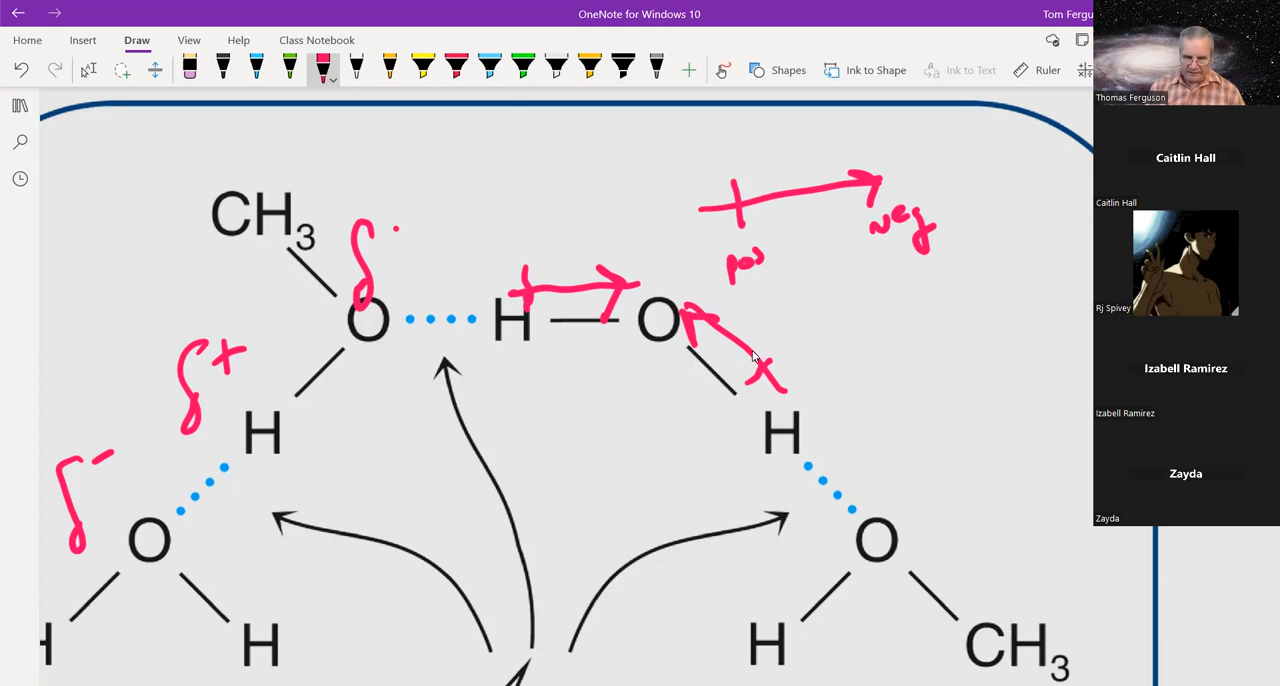 OneNote for Windows 10
Tom Fergu
Home Insert Draw View Help Class Notebook
Shapes Ink to Shape Ink to Text Ruler
Thomas Ferguson
Caitlin Hall
Caitlin Hall
Rj Spivey
Izabell Ramirez
Izabell Ramirez
Zayda
Zayda
CH₃
δ
neg
pos
O H O
δ+
H H
δ-
O O
H H H CH₃